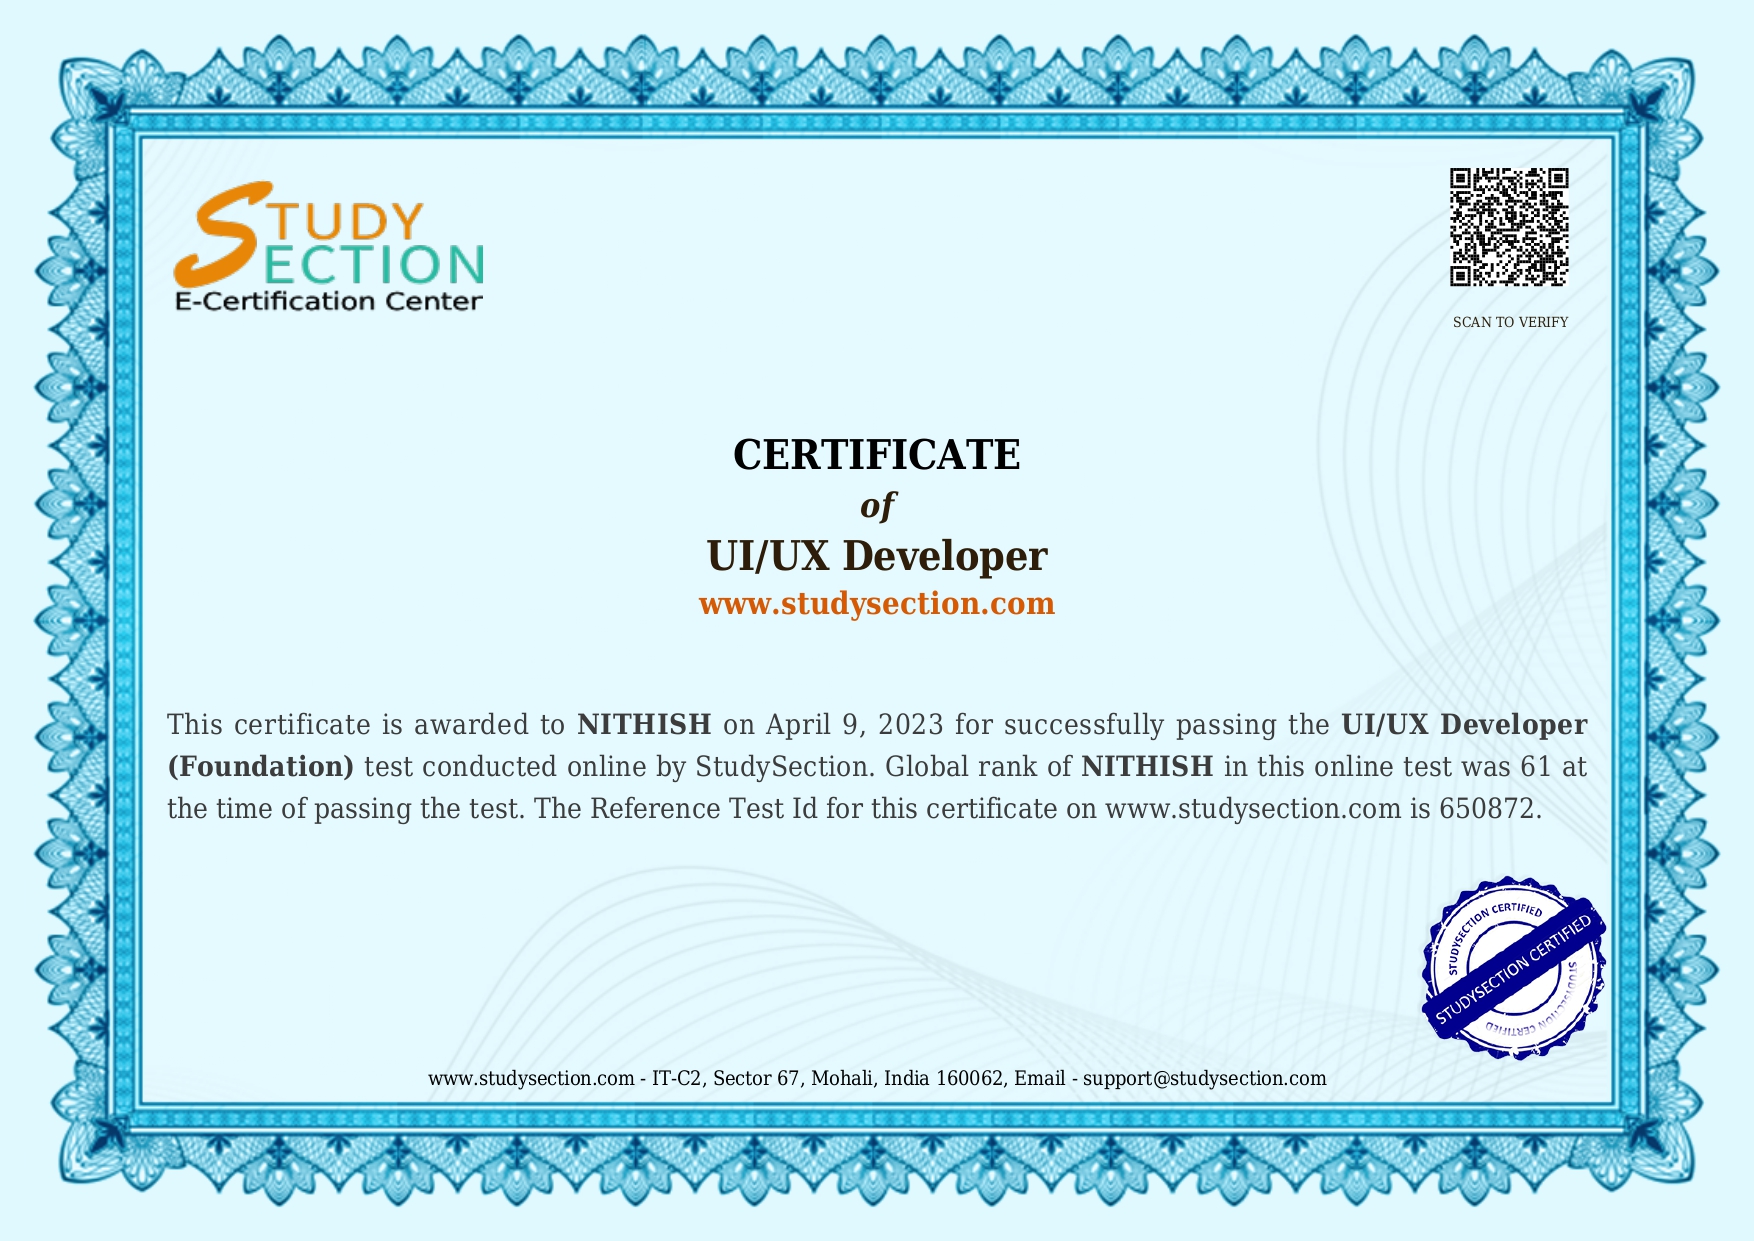 STUDY
SECTION
E-Certification Center
SCAN TO VERIFY
CERTIFICATE
of
UI/UX Developer
www.studysection.com
This certificate is awarded to NITHISH on April 9, 2023 for successfully passing the UI/UX Developer
(Foundation) test conducted online by StudySection. Global rank of NITHISH in this online test was 61 at
the time of passing the test. The Reference Test Id for this certificate on www.studysection.com is 650872.
STUDYSECTION CERTIFIED
STUDYSECTION CERTIFIED
STUDYSECTION CERTIFIED
www.studysection.com - IT-C2, Sector 67, Mohali, India 160062, Email - support@studysection.com